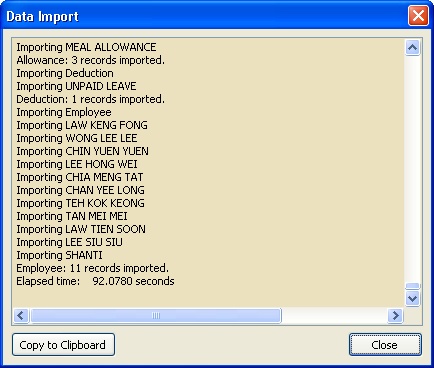 Data Import
Importing MEAL ALLOWANCE
Allowance: 3 records imported.
Importing Deduction
Importing UNPAID LEAVE
Deduction: 1 records imported.
Importing Employee
Importing LAW KENG FONG
Importing WONG LEE LEE
Importing CHIN YUEN YUEN
Importing LEE HONG WEI
Importing CHIA MENG TAT
Importing CHAN YEE LONG
Importing TEH KOK KEONG
Importing TAN MEI MEI
Importing LAW TIEN SOON
Importing LEE SIU SIU
Importing SHANTI
Employee: 11 records imported.
Elapsed time:    92.0780 seconds
Copy to Clipboard
Close